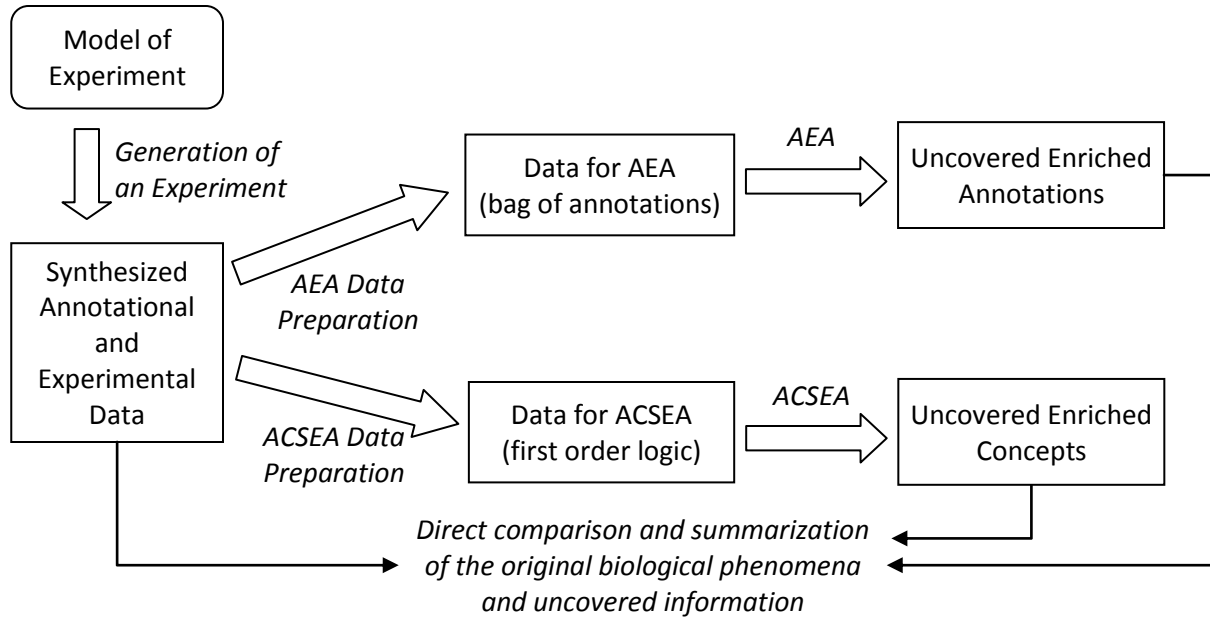 Model of
Experiment
Generation of
an Experiment
Synthesized
Annotational
and
Experimental
Data
AEA Data
Preparation
ACSEA Data
Preparation
Data for AEA
(bag of annotations)
AEA
Uncovered Enriched
Annotations
Data for ACSEA
(first order logic)
ACSEA
Uncovered Enriched
Concepts
Direct comparison and summarization
of the original biological phenomena
and uncovered information